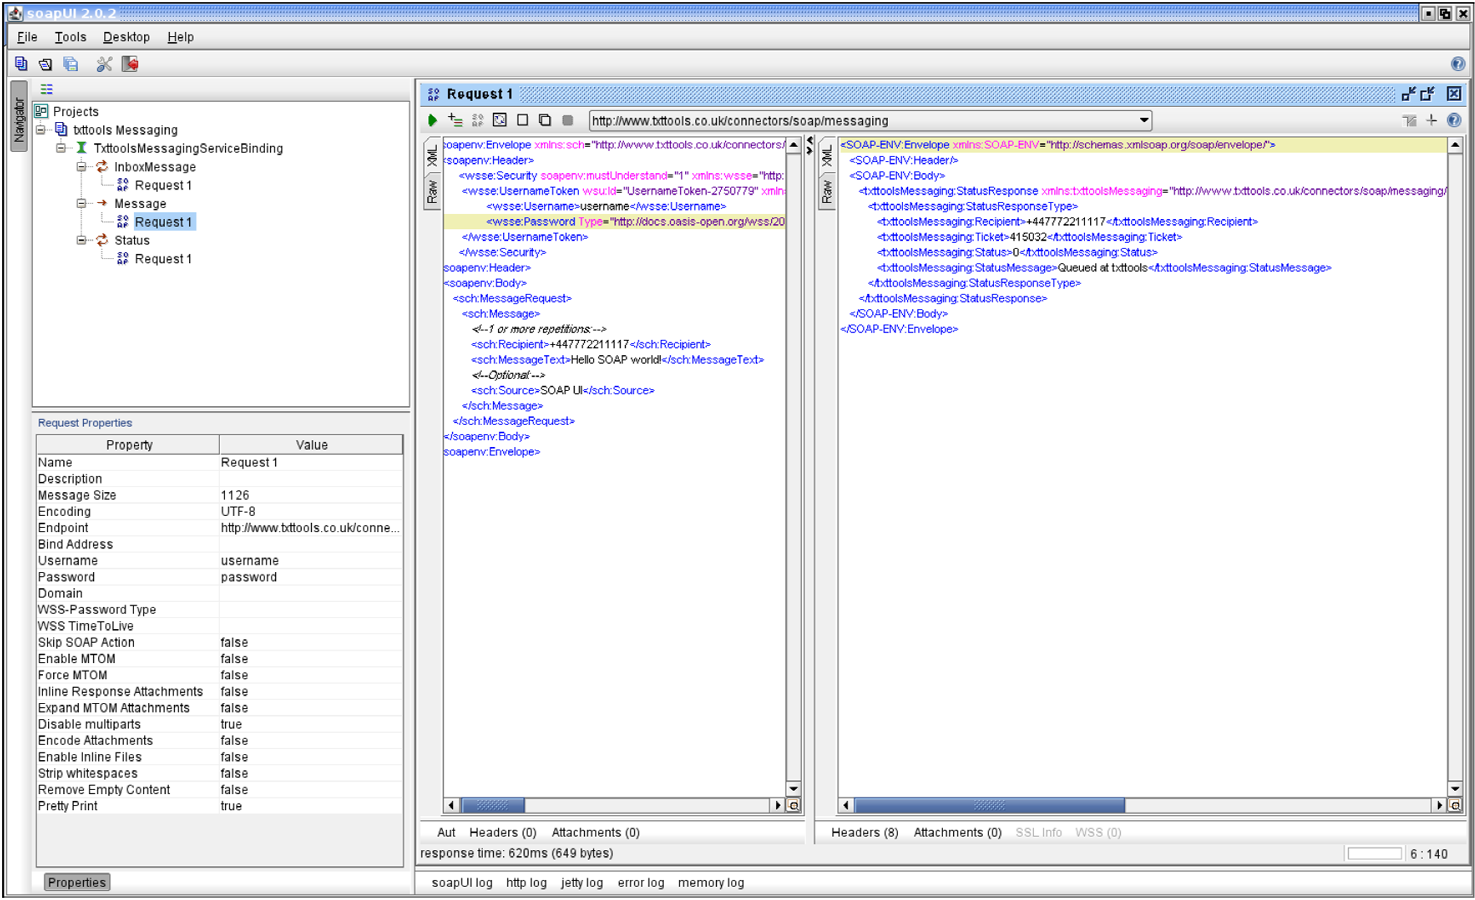 soapUI 2.0.2
File Tools Desktop Help
Navigator
Projects
txttools Messaging
TxttoolsMessagingServiceBinding
InboxMessage
Request 1
Message
Request 1
Status
Request 1
Request Properties
Property Value
Name Request 1
Description
Message Size 1126
Encoding UTF-8
Endpoint http://www.txttools.co.uk/conne...
Bind Address
Username username
Password password
Domain
WSS-Password Type
WSS TimeToLive
Skip SOAP Action false
Enable MTOM false
Force MTOM false
Inline Response Attachments false
Expand MTOM Attachments false
Disable multiparts true
Encode Attachments false
Enable Inline Files false
Strip whitespaces false
Remove Empty Content false
Pretty Print true
Properties
Request 1
http://www.txttools.co.uk/connectors/soap/messaging
XML
Raw
soapenv:Envelope xmlns:sch="http://www.txttools.co.uk/connectors/
<soapenv:Header>
<wsse:Security soapenv:mustUnderstand="1" xmlns:wsse="http:
<wsse:UsernameToken wsu:Id="UsernameToken-2750779" xmln
<wsse:Username>username</wsse:Username>
<wsse:Password Type="http://docs.oasis-open.org/wss/20
</wsse:UsernameToken>
</wsse:Security>
soapenv:Header>
<soapenv:Body>
<sch:MessageRequest>
<sch:Message>
<!--1 or more repetitions:-->
<sch:Recipient>+447772211117</sch:Recipient>
<sch:MessageText>Hello SOAP world!</sch:MessageText>
<!--Optional:-->
<sch:Source>SOAP UI</sch:Source>
</sch:Message>
</sch:MessageRequest>
</soapenv:Body>
soapenv:Envelope>
XML
Raw
<SOAP-ENV:Envelope xmlns:SOAP-ENV="http://schemas.xmlsoap.org/soap/envelope/">
<SOAP-ENV:Header/>
<SOAP-ENV:Body>
<txttoolsMessaging:StatusResponse xmlns:txttoolsMessaging="http://www.txttools.co.uk/connectors/soap/messaging/
<txttoolsMessaging:StatusResponseType>
<txttoolsMessaging:Recipient>+447772211117</txttoolsMessaging:Recipient>
<txttoolsMessaging:Ticket>415032</txttoolsMessaging:Ticket>
<txttoolsMessaging:Status>0</txttoolsMessaging:Status>
<txttoolsMessaging:StatusMessage>Queued at txttools</txttoolsMessaging:StatusMessage>
</txttoolsMessaging:StatusResponseType>
</txttoolsMessaging:StatusResponse>
</SOAP-ENV:Body>
</SOAP-ENV:Envelope>
Aut Headers (0) Attachments (0)
Headers (8) Attachments (0) SSL Info WSS (0)
response time: 620ms (649 bytes)
6 : 140
soapUI log http log jetty log error log memory log